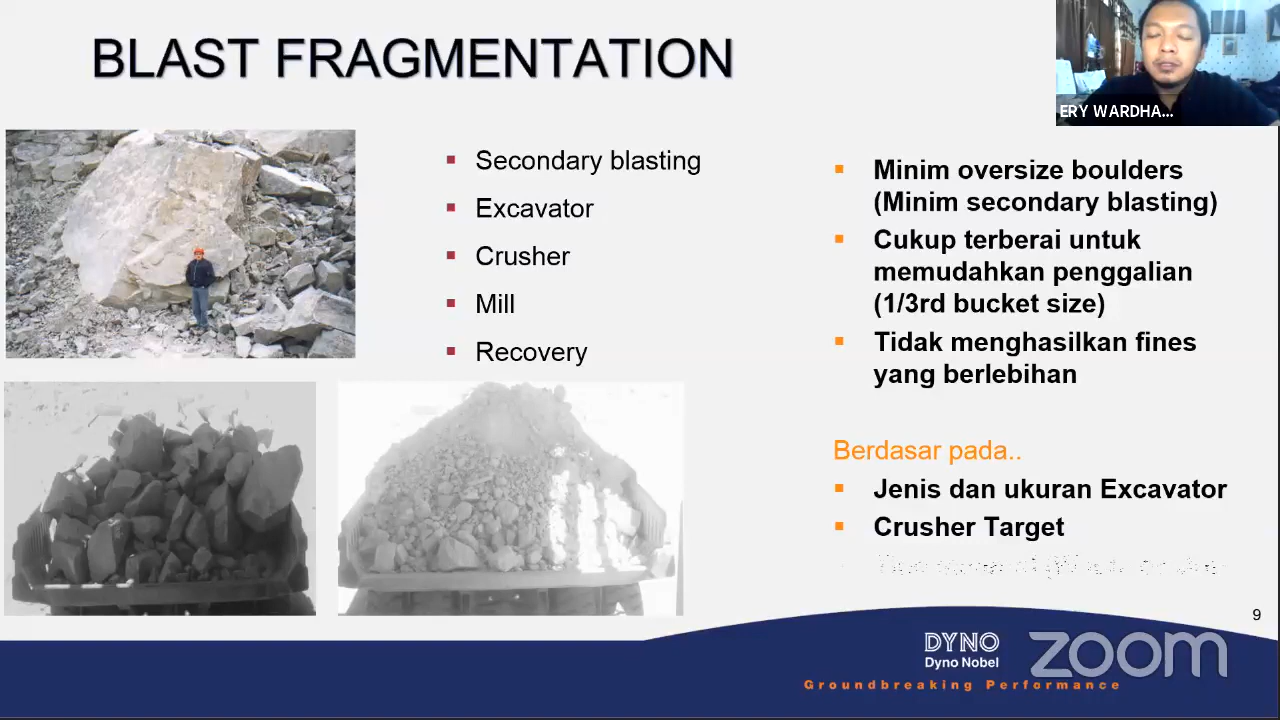 BLAST FRAGMENTATION
ERY WARDHA...
Secondary blasting
Excavator
Crusher
Mill
Recovery
Minim oversize boulders
(Minim secondary blasting)
Cukup terberai untuk
memudahkan penggalian
(1/3rd bucket size)
Tidak menghasilkan fines
yang berlebihan
Berdasar pada..
Jenis dan ukuran Excavator
Crusher Target
9
DYNO
Dyno Nobel
zoom
Groundbreaking Performance